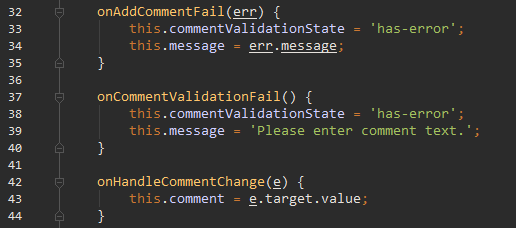 32 onAddCommentFail(err) {
33 this.commentValidationState = 'has-error';
34 this.message = err.message;
35 }
36
37 onCommentValidationFail() {
38 this.commentValidationState = 'has-error';
39 this.message = 'Please enter comment text.';
40 }
41
42 onHandleCommentChange(e) {
43 this.comment = e.target.value;
44 }